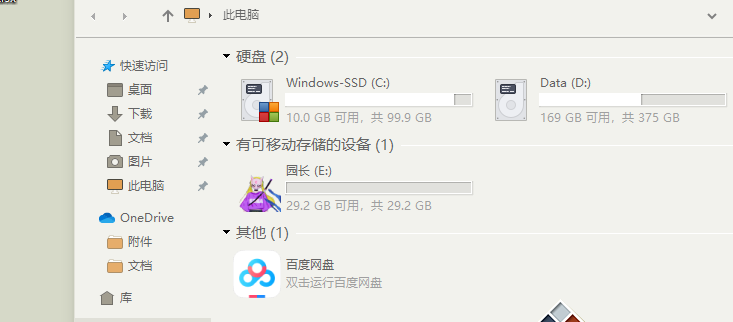 此电脑
快速访问
桌面
下载
文档
图片
此电脑
OneDrive
附件
文档
库
硬盘 (2)
Windows-SSD (C:)
10.0 GB 可用，共 99.9 GB
Data (D:)
169 GB 可用，共 375 GB
有可移动存储的设备 (1)
园长 (E:)
29.2 GB 可用，共 29.2 GB
其他 (1)
百度网盘
双击运行百度网盘